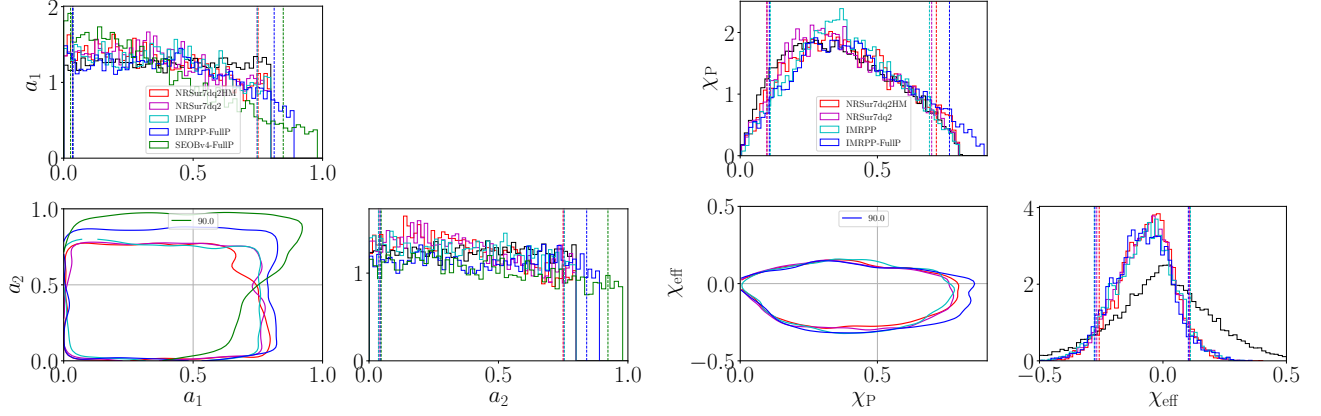 2
1
0
a₁
0.0
0.5
1.0
NRSur7dq2HM
NRSur7dq2
IMRPP
IMRPP-FullP
SEOBv4-FullP
1.0
0.5
0.0
a₂
90.0
0.0
0.5
1.0
a₁
1
0
0.0
0.5
1.0
a₂
2
1
0
χP
0.0
0.5
NRSur7dq2HM
NRSur7dq2
IMRPP
IMRPP-FullP
0.5
0.0
−0.5
χeff
90.0
0.0
0.5
χP
4
2
0
−0.5
0.0
0.5
χeff